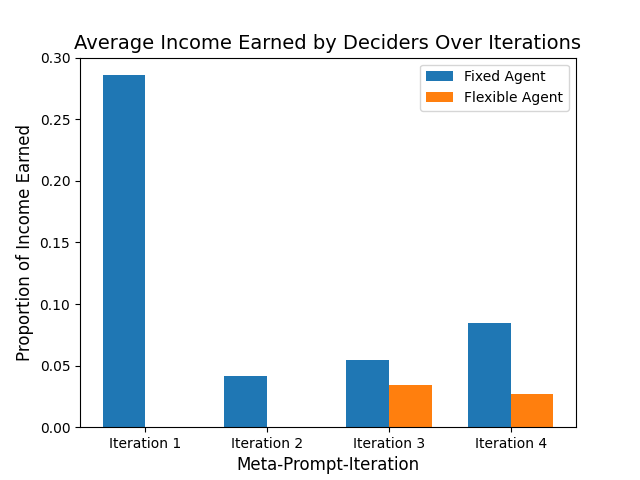 Average Income Earned by Deciders Over Iterations
Fixed Agent
Flexible Agent
Proportion of Income Earned
0.30
0.25
0.20
0.15
0.10
0.05
0.00
Iteration 1 Iteration 2 Iteration 3 Iteration 4
Meta-Prompt-Iteration